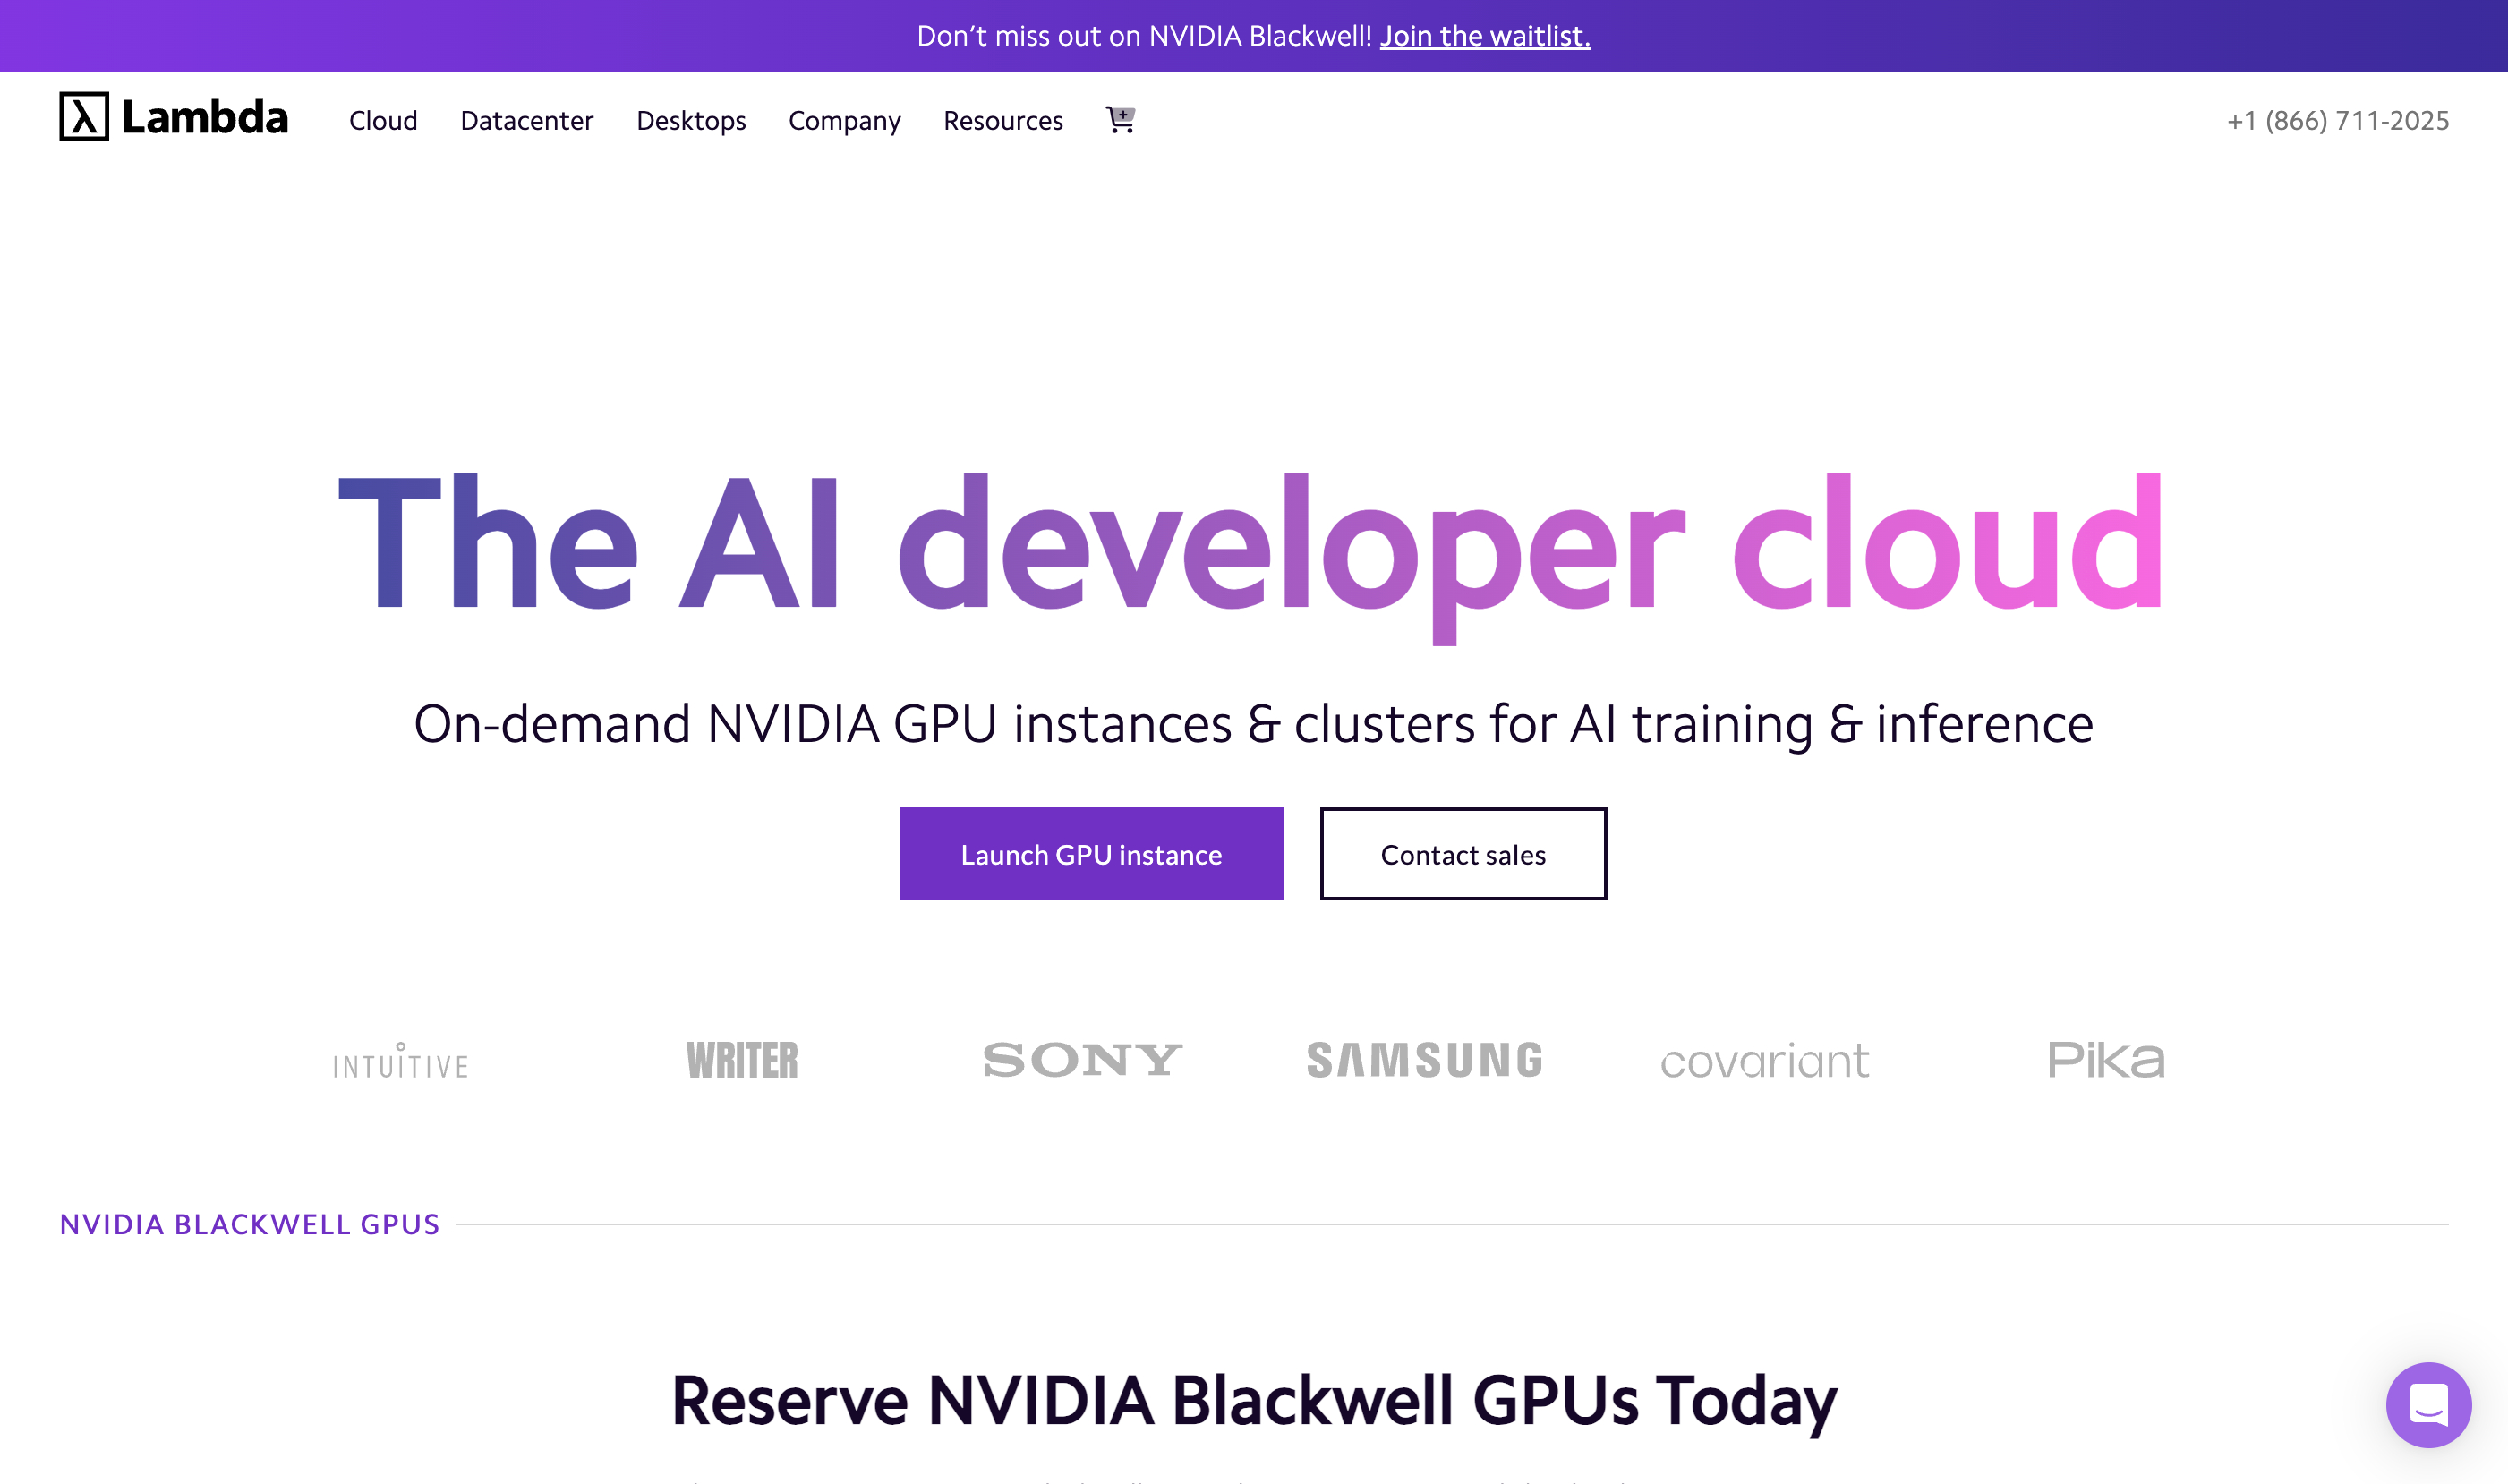 Don't miss out on NVIDIA Blackwell! Join the waitlist.
λ Lambda Cloud Datacenter Desktops Company Resources +1 (866) 711-2025
The AI developer cloud
On-demand NVIDIA GPU instances & clusters for AI training & inference
Launch GPU instance Contact sales
INTUITIVE WRITER SONY SAMSUNG covariant Pika
NVIDIA BLACKWELL GPUS
Reserve NVIDIA Blackwell GPUs Today